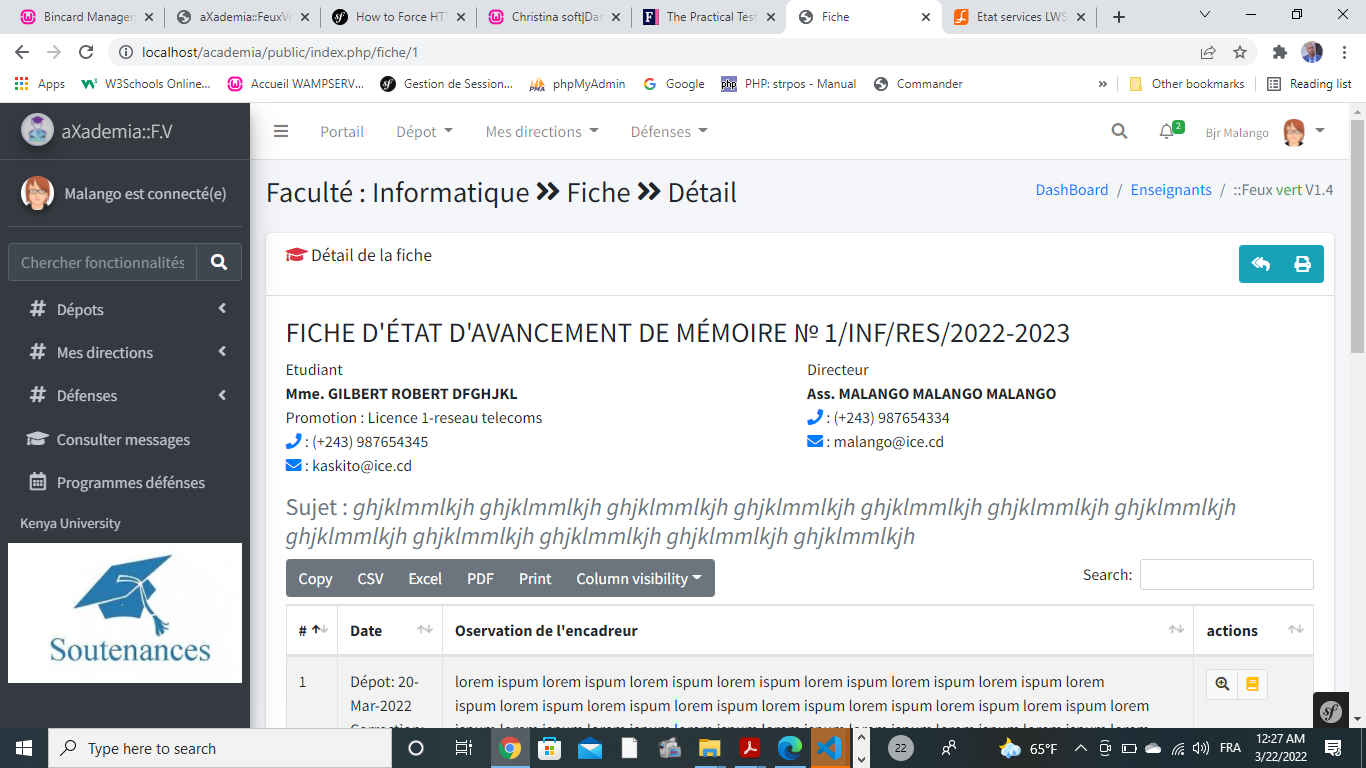 Bincard Manager
aXademia::FeuxVe
How to Force HTT
Christina soft|Das
The Practical Test
Fiche
Etat services LWS
localhost/academia/public/index.php/fiche/1
Apps
W3Schools Online...
Accueil WAMPSERV...
Gestion de Session...
phpMyAdmin
Google
PHP: strpos - Manual
Commander
Other bookmarks
Reading list
aXademia::F.V
Portail
Dépot
Mes directions
Défenses
2
Bjr Malango
Malango est connecté(e)
Chercher fonctionnalités
Dépots
Mes directions
Défenses
Consulter messages
Programmes défénses
Kenya University
Soutenances
Faculté : Informatique » Fiche » Détail
DashBoard / Enseignants / ::Feux vert V1.4
Détail de la fiche
FICHE D'ÉTAT D'AVANCEMENT DE MÉMOIRE № 1/INF/RES/2022-2023
Etudiant
Mme. GILBERT ROBERT DFGHJKL
Promotion : Licence 1-reseau telecoms
: (+243) 987654345
: kaskito@ice.cd
Directeur
Ass. MALANGO MALANGO MALANGO
: (+243) 987654334
: malango@ice.cd
Sujet : ghjklmmlkjh ghjklmmlkjh ghjklmmlkjh ghjklmmlkjh ghjklmmlkjh ghjklmmlkjh ghjklmmlkjh
ghjklmmlkjh ghjklmmlkjh ghjklmmlkjh ghjklmmlkjh ghjklmmlkjh
Copy CSV Excel PDF Print Column visibility
Search:
# Date Oservation de l'encadreur actions
1
Dépot: 20-
Mar-2022
Correction:
lorem ispum lorem ispum lorem ispum lorem ispum lorem ispum lorem ispum lorem ispum lorem
ispum lorem ispum lorem ispum lorem ispum lorem ispum lorem ispum lorem ispum lorem ispum lorem
sf
Type here to search
22
65°F
FRA
12:27 AM
3/22/2022